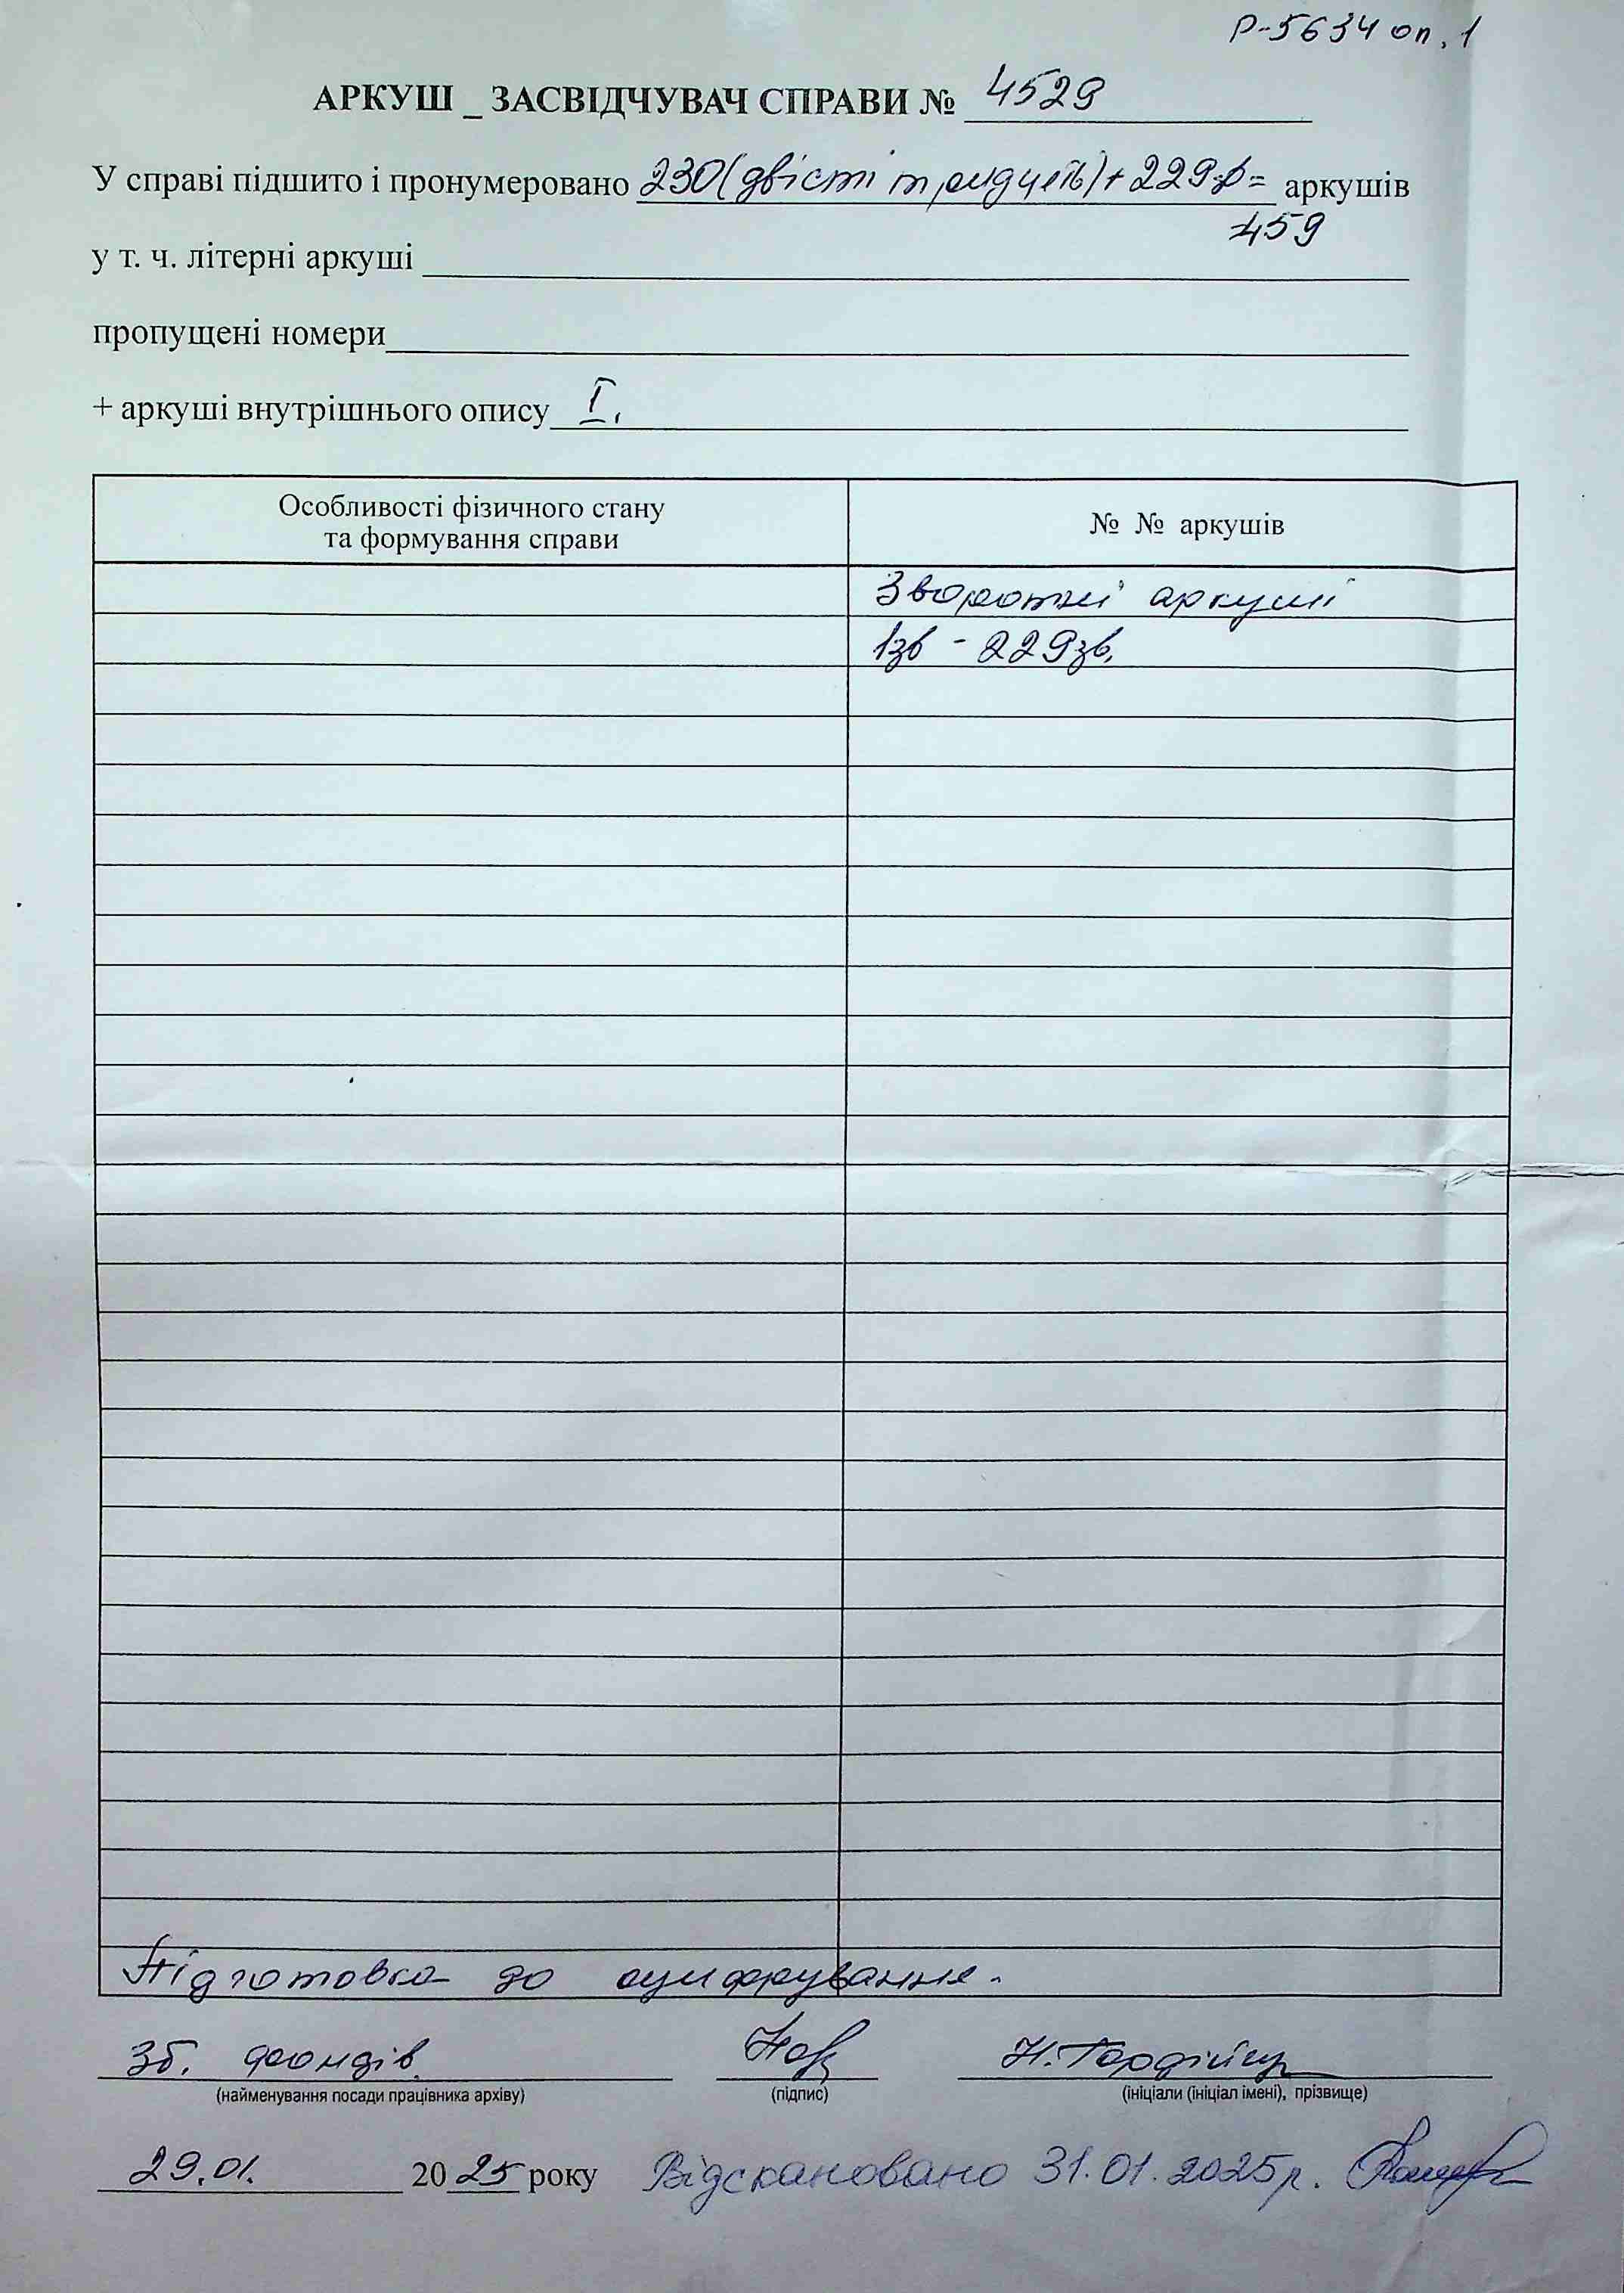 Р-5634 оп. 1
АРКУШ _ ЗАСВІДЧУВАЧ СПРАВИ № 4529
У справі підшито і пронумеровано 230 (двісті тридцять) + 229зв = аркушів
459
у т. ч. літерні аркуші
пропущені номери
+ аркуші внутрішнього опису I.
Особливості фізичного стану
та формування справи
№ № аркушів
Зворотні аркуші
1зв - 229зв.
Підготовка до оцифрування.
Зб. фондів
(найменування посади працівника архіву)
(підпис)
Н. Гордійчук
(ініціали (ініціал імені), прізвище)
29.01. 2025 року Відскановано 31.01.2025р.